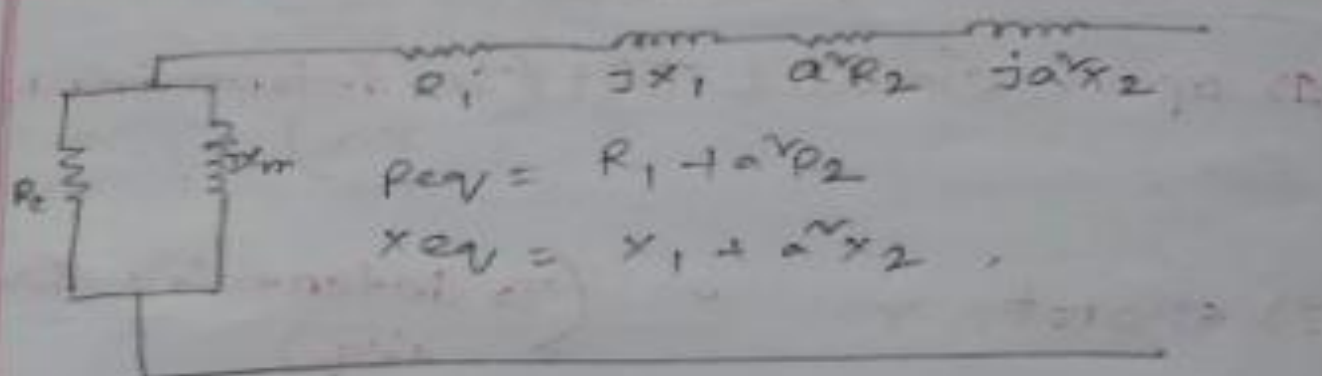 R₁ jx₁ a²R₂ ja²x₂
Rc jxm
Req = R₁ + a²R₂
xeq = x₁ + a²x₂ .